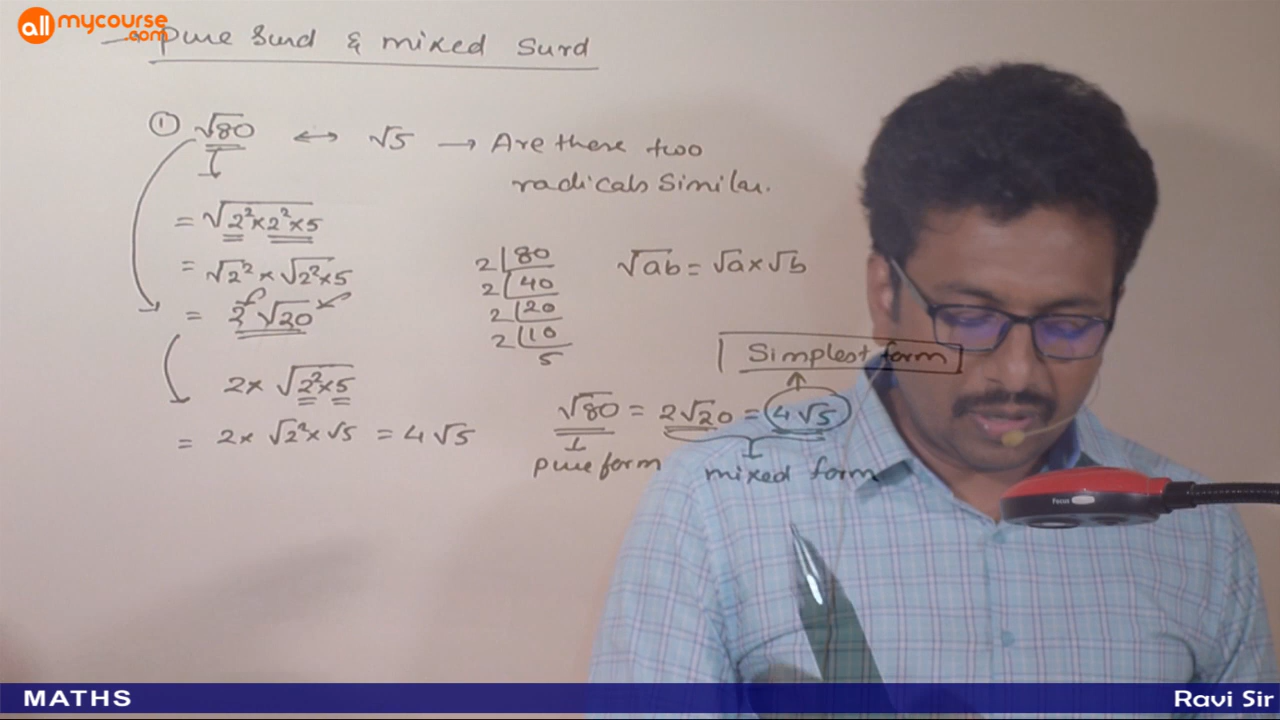 allmycourse.com
→ Pure Surd & mixed Surd
① √80 ↔ √5 → Are there two
radicals Similar.
= √2²×2²×5
= √2² × √2²×5
= 2√20
2× √2²×5
= 2× √2²×√5 = 4√5
2 | 80
2 | 40
2 | 20
2 | 10
5
√ab = √a×√b
Simplest form
√80 = 2√20 = 4√5
pure form
mixed form
Focus
MATHS
Ravi Sir